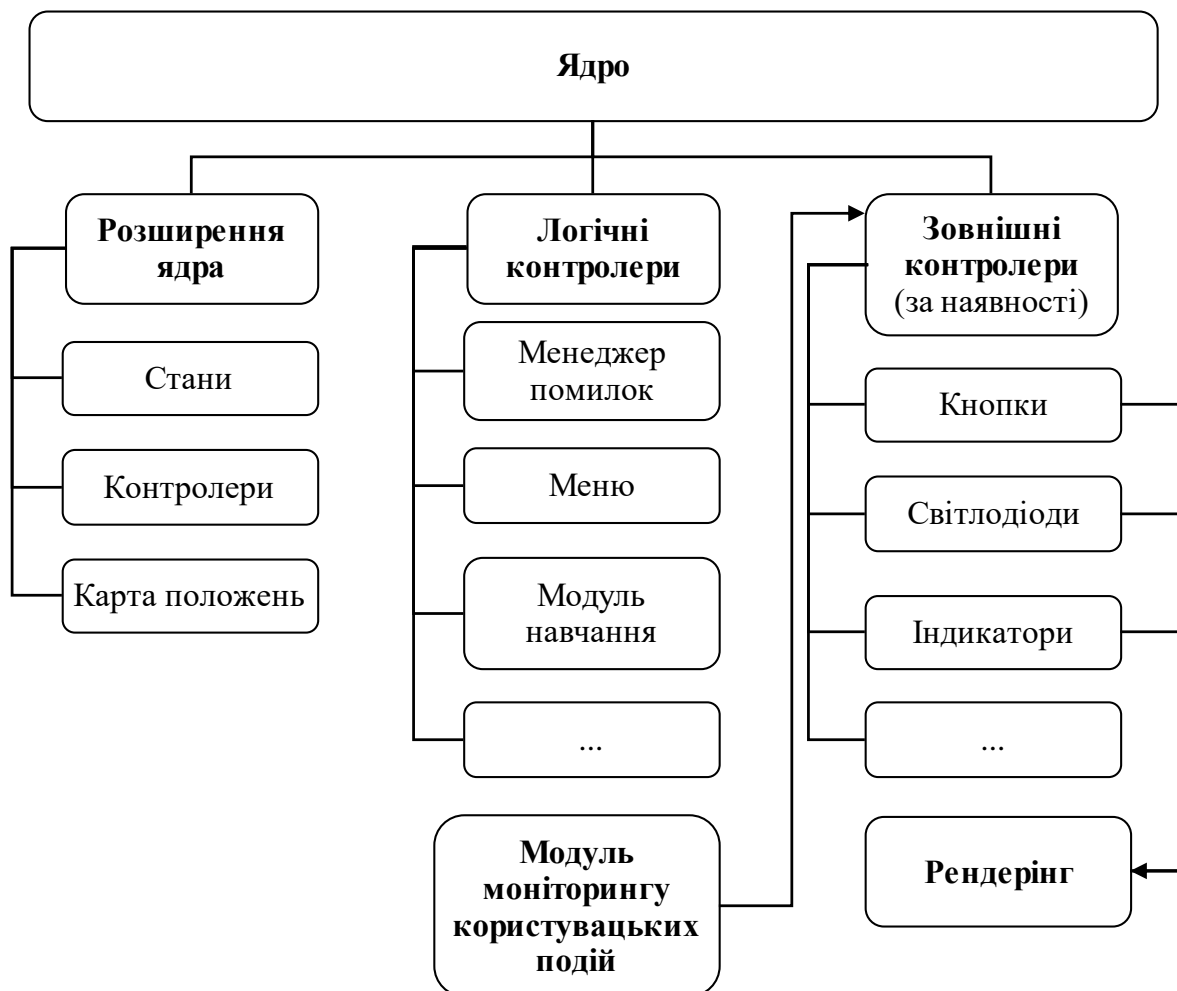 Ядро
Розширення
ядра
Стани
Контролери
Карта положень
Логічні
контролери
Менеджер
помилок
Меню
Модуль
навчання
...
Модуль
моніторингу
користувацьких
подій
Зовнішні
контролери
(за наявності)
Кнопки
Світлодіоди
Індикатори
...
Рендерінг